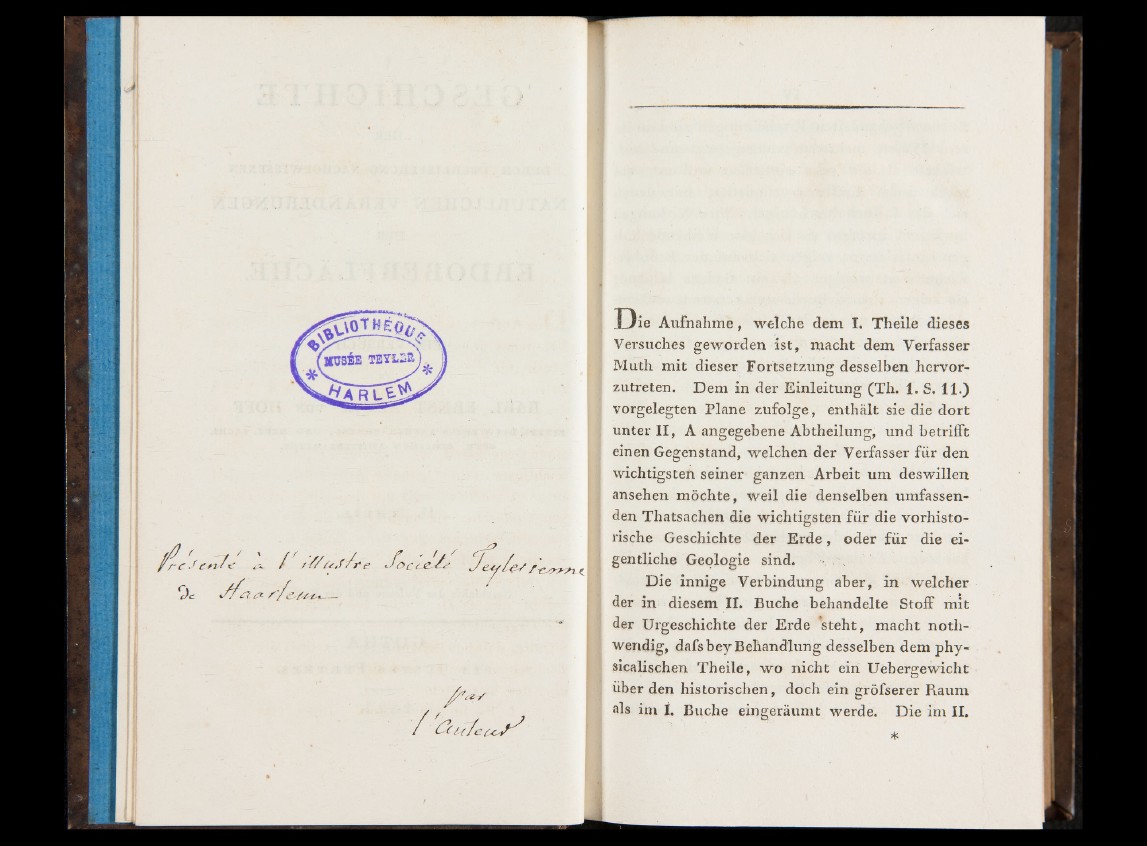 BIBLIOTHÈQUE
MUSÉE TEYLER
* HARLEM *
Présenté à l'illustre Société Teylerienne
de Haarlem
par
l'Auteur
Die Aufnahme, welche dem I. Theile dieses
Versuches geworden ist, macht dem Verfasser
Muth mit dieser Fortsetzung desselben hervor-
zutreten. Dem in der Einleitung (Th. 1. S. 11.)
vorgelegten Plane zufolge, enthält sie die dort
unter II, A angegebene Abtheilung, und betrifft
einen Gegenstand, welchen der Verfasser für den
wichtigsten seiner ganzen Arbeit um deswillen
ansehen möchte, weil die denselben umfassen-
den Thatsachen die wichtigsten für die vorhisto-
rische Geschichte der Erde, oder für die ei-
gentliche Geologie sind.
Die innige Verbindung aber, in welcher
der in diesem II. Buche behandelte Stoff mit
der Urgeschichte der Erde steht, macht noth-
wendig, dafs bey Behandlung desselben dem phy-
sicalischen Theile, wo nicht ein Uebergewicht
über den historischen, doch ein gröfserer Raum
als im I. Buche eingeräumt werde. Die im II.
*